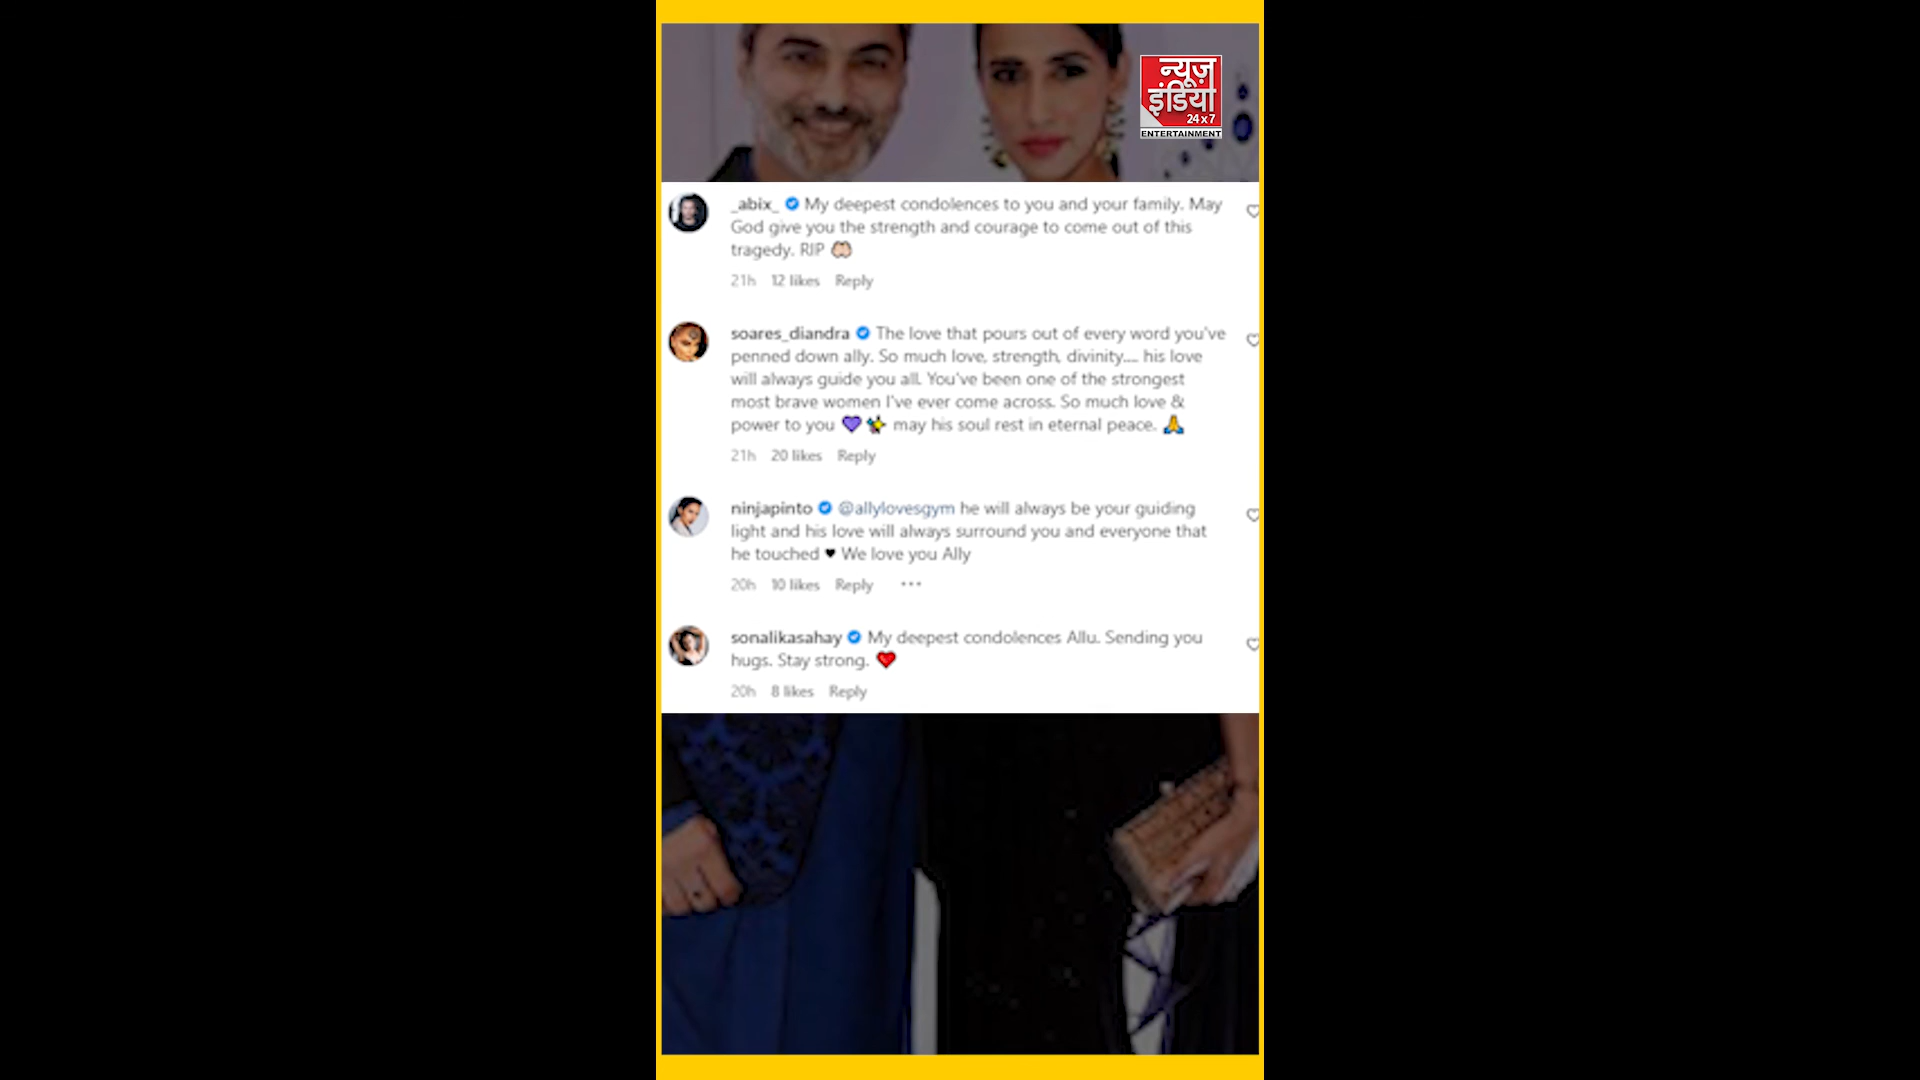 न्यूज़
इंडिया
24x7
ENTERTAINMENT
_abix_ My deepest condolences to you and your family. May
God give you the strength and courage to come out of this
tragedy. RIP 🤲🏻
21h 12 likes Reply
soares_diandra The love that pours out of every word you've
penned down ally. So much love, strength, divinity.... his love
will always guide you all. You've been one of the strongest
most brave women I've ever come across. So much love &
power to you 💜✨ may his soul rest in eternal peace. 🙏
21h 20 likes Reply
ninjapinto @allylovesgym he will always be your guiding
light and his love will always surround you and everyone that
he touched ♥ We love you Ally
20h 10 likes Reply ...
sonalikasahay My deepest condolences Allu. Sending you
hugs. Stay strong. ❤️
20h 8 likes Reply